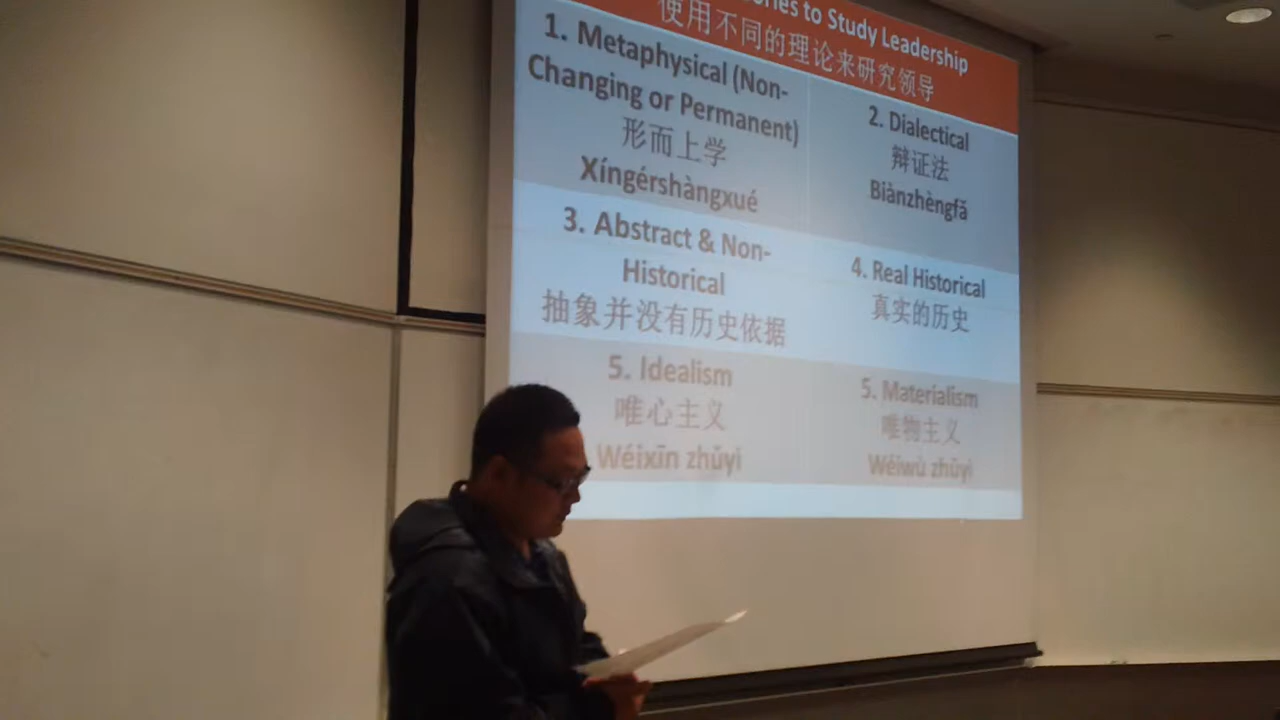 to Study Leadership
使用不同的理论来研究领导
1. Metaphysical (Non-
Changing or Permanent)
形而上学
Xíngérshàngxué
2. Dialectical
辩证法
Biànzhèngfǎ
3. Abstract & Non-
Historical
抽象并没有历史依据
4. Real Historical
真实的历史
5. Idealism
唯心主义
Wéixīn zhǔyì
5. Materialism
唯物主义
Wéiwù zhǔyì